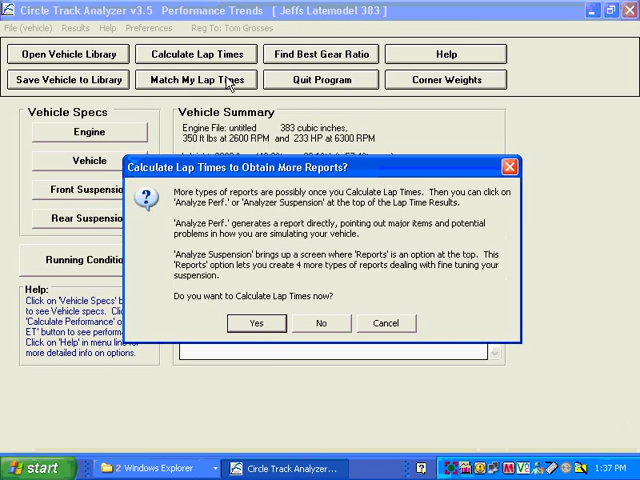 Circle Track Analyzer v3.5   Performance Trends   [ Jeffs Latemodel 383 ]
File (vehicle)   Results   Help   Preferences   Reg To: Tom Grosses
Open Vehicle Library   Calculate Lap Times   Find Best Gear Ratio   Help
Save Vehicle to Library   Match My Lap Times   Quit Program   Corner Weights
Vehicle Specs
Engine
Vehicle
Front Suspensio
Rear Suspensio
Running Conditio
Help:
Click on 'Vehicle Specs' b
to see Vehicle specs. Click
'Calculate Performance' o
ET' button to see perform
Click on 'Help' in menu line
more detailed info on options.
Vehicle Summary
Engine File: untitled   383 cubic inches,
350 ft lbs at 2600 RPM   and 233 HP at 6300 RPM
Calculate Lap Times to Obtain More Reports?
More types of reports are possibly once you Calculate Lap Times. Then you can click on
'Analyze Perf.' or 'Analyzer Suspension' at the top of the Lap Time Results.
'Analyze Perf.' generates a report directly, pointing out major items and potential
problems in how you are simulating your vehicle.
'Analyze Suspension' brings up a screen where 'Reports' is an option at the top. This
'Reports' option lets you create 4 more types of reports dealing with fine tuning your
suspension.
Do you want to Calculate Lap Times now?
Yes   No   Cancel
start   2 Windows Explorer   Circle Track Analyzer...   1:37 PM